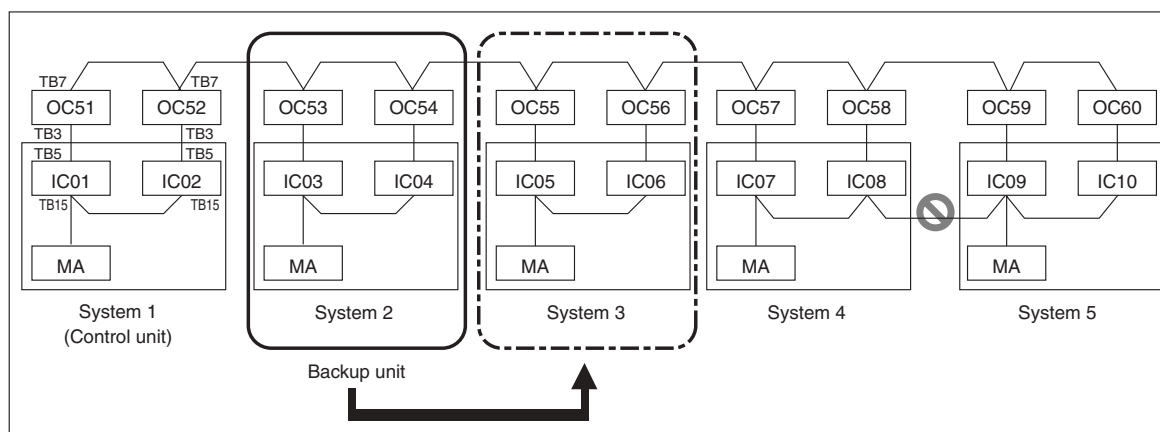 TB7 TB7
OC51 OC52 OC53 OC54 OC55 OC56 OC57 OC58 OC59 OC60
TB3 TB3
TB5 TB5
IC01 IC02 IC03 IC04 IC05 IC06 IC07 IC08 IC09 IC10
TB15 TB15
MA MA MA MA
System 1 System 2 System 3 System 4 System 5
(Control unit)
Backup unit